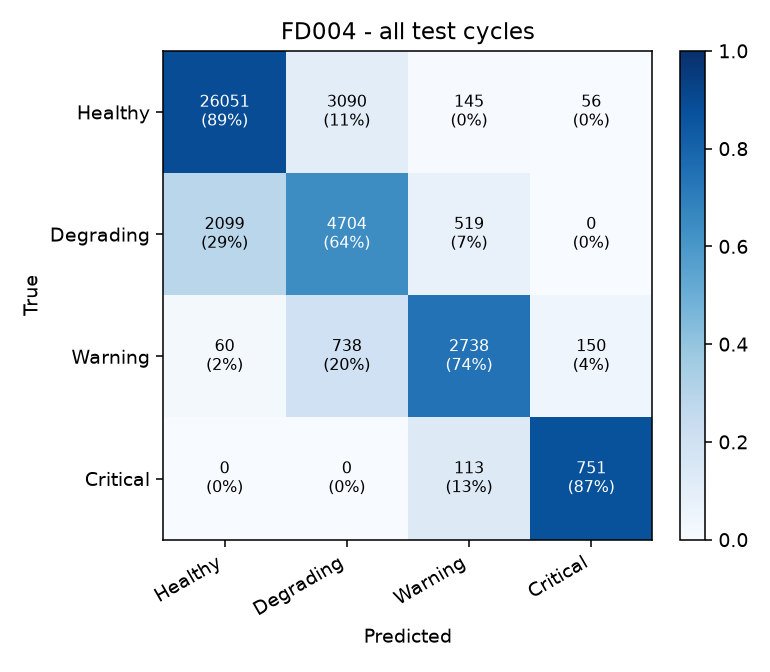 FD004 - all test cycles
Healthy
26051 3090 145 56
(89%) (11%) (0%) (0%)
Degrading
2099 4704 519 0
(29%) (64%) (7%) (0%)
Warning
60 738 2738 150
(2%) (20%) (74%) (4%)
Critical
0 0 113 751
(0%) (0%) (13%) (87%)
True
Healthy Degrading Warning Critical
Predicted
1.0
0.8
0.6
0.4
0.2
0.0